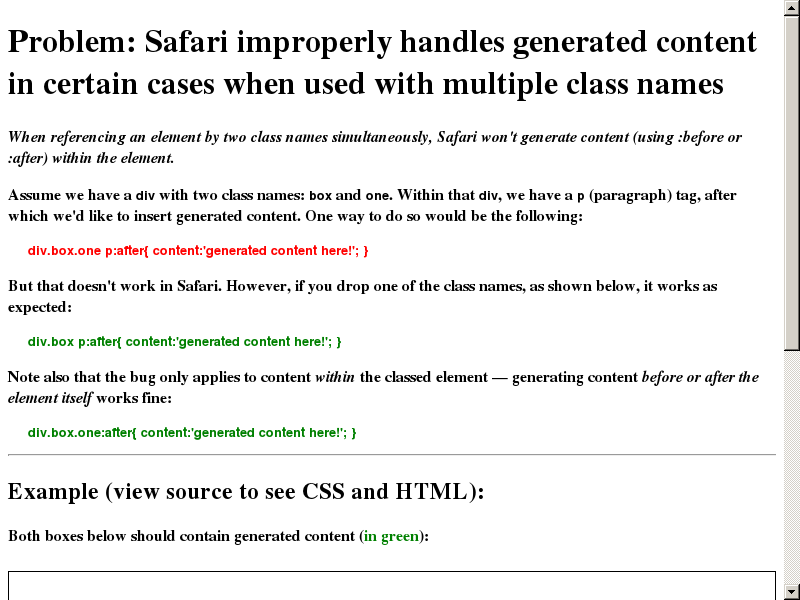 Problem: Safari improperly handles generated content
in certain cases when used with multiple class names
When referencing an element by two class names simultaneously, Safari won't generate content (using :before or
:after) within the element.
Assume we have a div with two class names: box and one. Within that div, we have a p (paragraph) tag, after
which we'd like to insert generated content. One way to do so would be the following:
div.box.one p:after{ content:'generated content here!'; }
But that doesn't work in Safari. However, if you drop one of the class names, as shown below, it works as
expected:
div.box p:after{ content:'generated content here!'; }
Note also that the bug only applies to content within the classed element — generating content before or after the
element itself works fine:
div.box.one:after{ content:'generated content here!'; }
Example (view source to see CSS and HTML):
Both boxes below should contain generated content (in green):